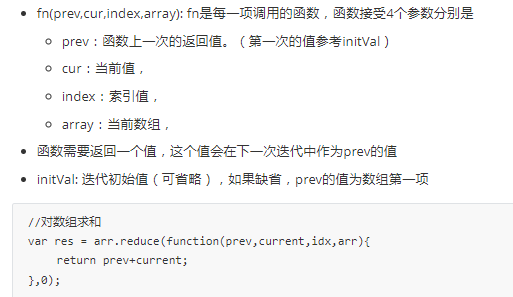 fn(prev,cur,index,array): fn是每一项调用的函数，函数接受4个参数分别是
prev：函数上一次的返回值。（第一次的值参考initVal）
cur：当前值，
index：索引值，
array：当前数组，
函数需要返回一个值，这个值会在下一次迭代中作为prev的值
initVal: 迭代初始值（可省略），如果缺省，prev的值为数组第一项
//对数组求和
var res = arr.reduce(function(prev,current,idx,arr){
    return prev+current;
},0);